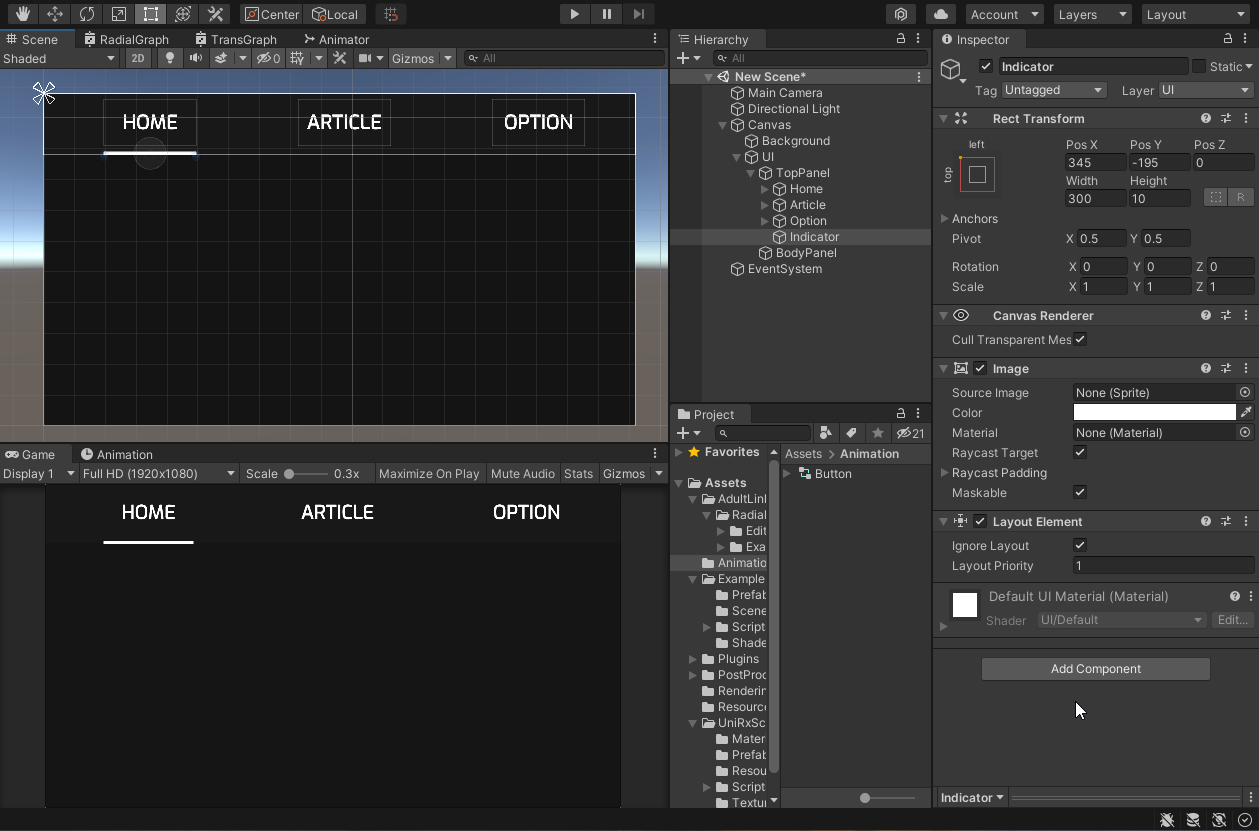 Center Local Account Layers Layout
Scene RadialGraph TransGraph Animator
Shaded 2D 0 Gizmos All
HOME ARTICLE OPTION
Game Animation
Display 1 Full HD (1920x1080) Scale 0.3x Maximize On Play Mute Audio Stats Gizmos
HOME ARTICLE OPTION
Hierarchy
All
New Scene*
Main Camera
Directional Light
Canvas
Background
UI
TopPanel
Home
Article
Option
Indicator
BodyPanel
EventSystem
Project
21
Favorites
Assets
AdultLinl
Radial
Edit
Exa
Animatio
Example
Prefab
Scene
Script
Shade
Plugins
PostProc
Renderin
Resource
UniRxSc
Mater
Prefab
Resou
Script
Textu
Assets > Animation
Button
Inspector
Indicator Static
Tag Untagged Layer UI
Rect Transform
left
top
Pos X Pos Y Pos Z
345 -195 0
Width Height
300 10
R
Anchors
Pivot X 0.5 Y 0.5
Rotation X 0 Y 0 Z 0
Scale X 1 Y 1 Z 1
Canvas Renderer
Cull Transparent Mes
Image
Source Image None (Sprite)
Color
Material None (Material)
Raycast Target
Raycast Padding
Maskable
Layout Element
Ignore Layout
Layout Priority 1
Default UI Material (Material)
Shader UI/Default Edit...
Add Component
Indicator